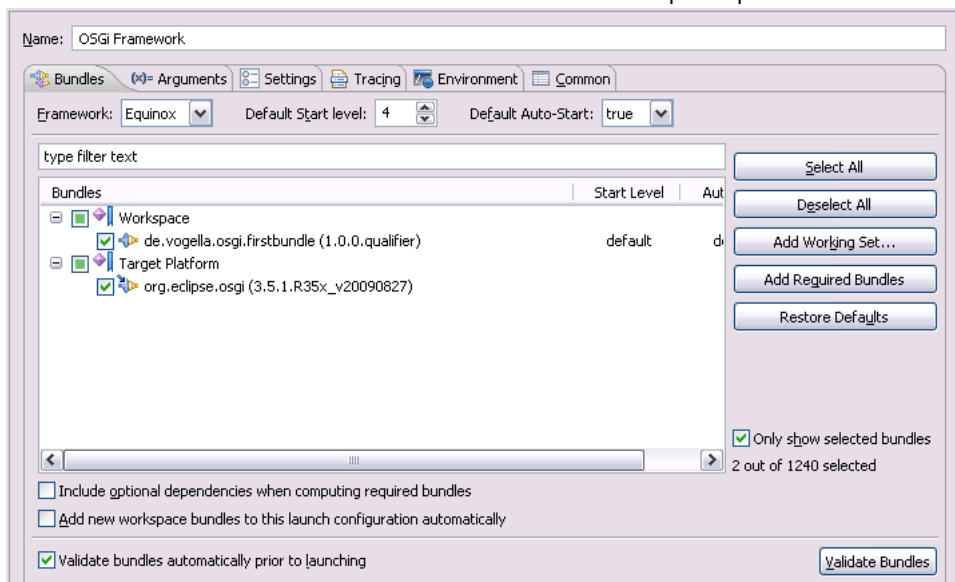 Name: OSGi Framework
Bundles (x)= Arguments Settings Tracing Environment Common
Framework: Equinox Default Start level: 4 Default Auto-Start: true
type filter text
Select All
Bundles Start Level Aut
Deselect All
Workspace
de.vogella.osgi.firstbundle (1.0.0.qualifier) default d
Add Working Set...
Target Platform
org.eclipse.osgi (3.5.1.R35x_v20090827)
Add Required Bundles
Restore Defaults
Only show selected bundles
2 out of 1240 selected
Include optional dependencies when computing required bundles
Add new workspace bundles to this launch configuration automatically
Validate bundles automatically prior to launching
Validate Bundles